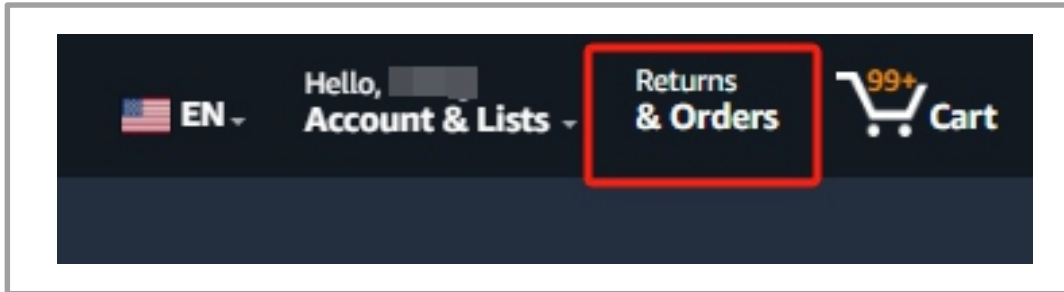 EN
Hello,
Account & Lists
Returns
& Orders
99+
Cart